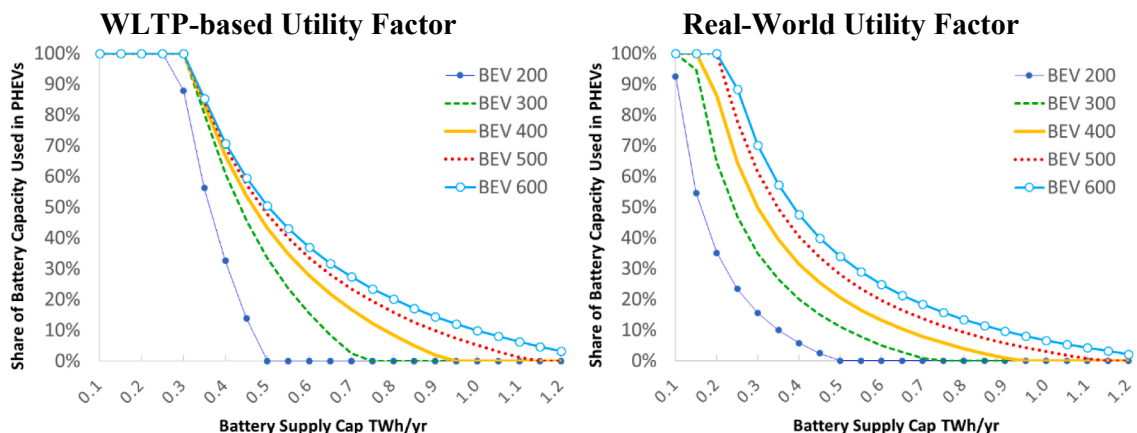 WLTP-based Utility Factor
Share of Battery Capacity Used in PHEVs
100%
90%
80%
70%
60%
50%
40%
30%
20%
10%
0%
BEV 200
BEV 300
BEV 400
BEV 500
BEV 600
0.1 0.2 0.3 0.4 0.5 0.6 0.7 0.8 0.9 1.0 1.1 1.2
Battery Supply Cap TWh/yr
Real-World Utility Factor
Share of Battery Capacity Used in PHEVs
100%
90%
80%
70%
60%
50%
40%
30%
20%
10%
0%
BEV 200
BEV 300
BEV 400
BEV 500
BEV 600
0.1 0.2 0.3 0.4 0.5 0.6 0.7 0.8 0.9 1.0 1.1 1.2
Battery Supply Cap TWh/yr